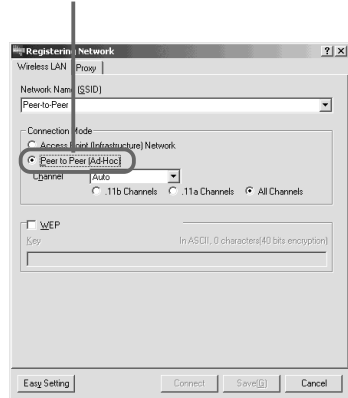 Registering Network
Wireless LAN Proxy
Network Name (SSID)
Peer-to-Peer
Connection Mode
Access Point (Infrastructure) Network
Peer to Peer (Ad-Hoc)
Channel Auto
.11b Channels .11a Channels All Channels
WEP
Key In ASCII, 0 characters(40 bits encryption)
Easy Setting Connect Save(G) Cancel